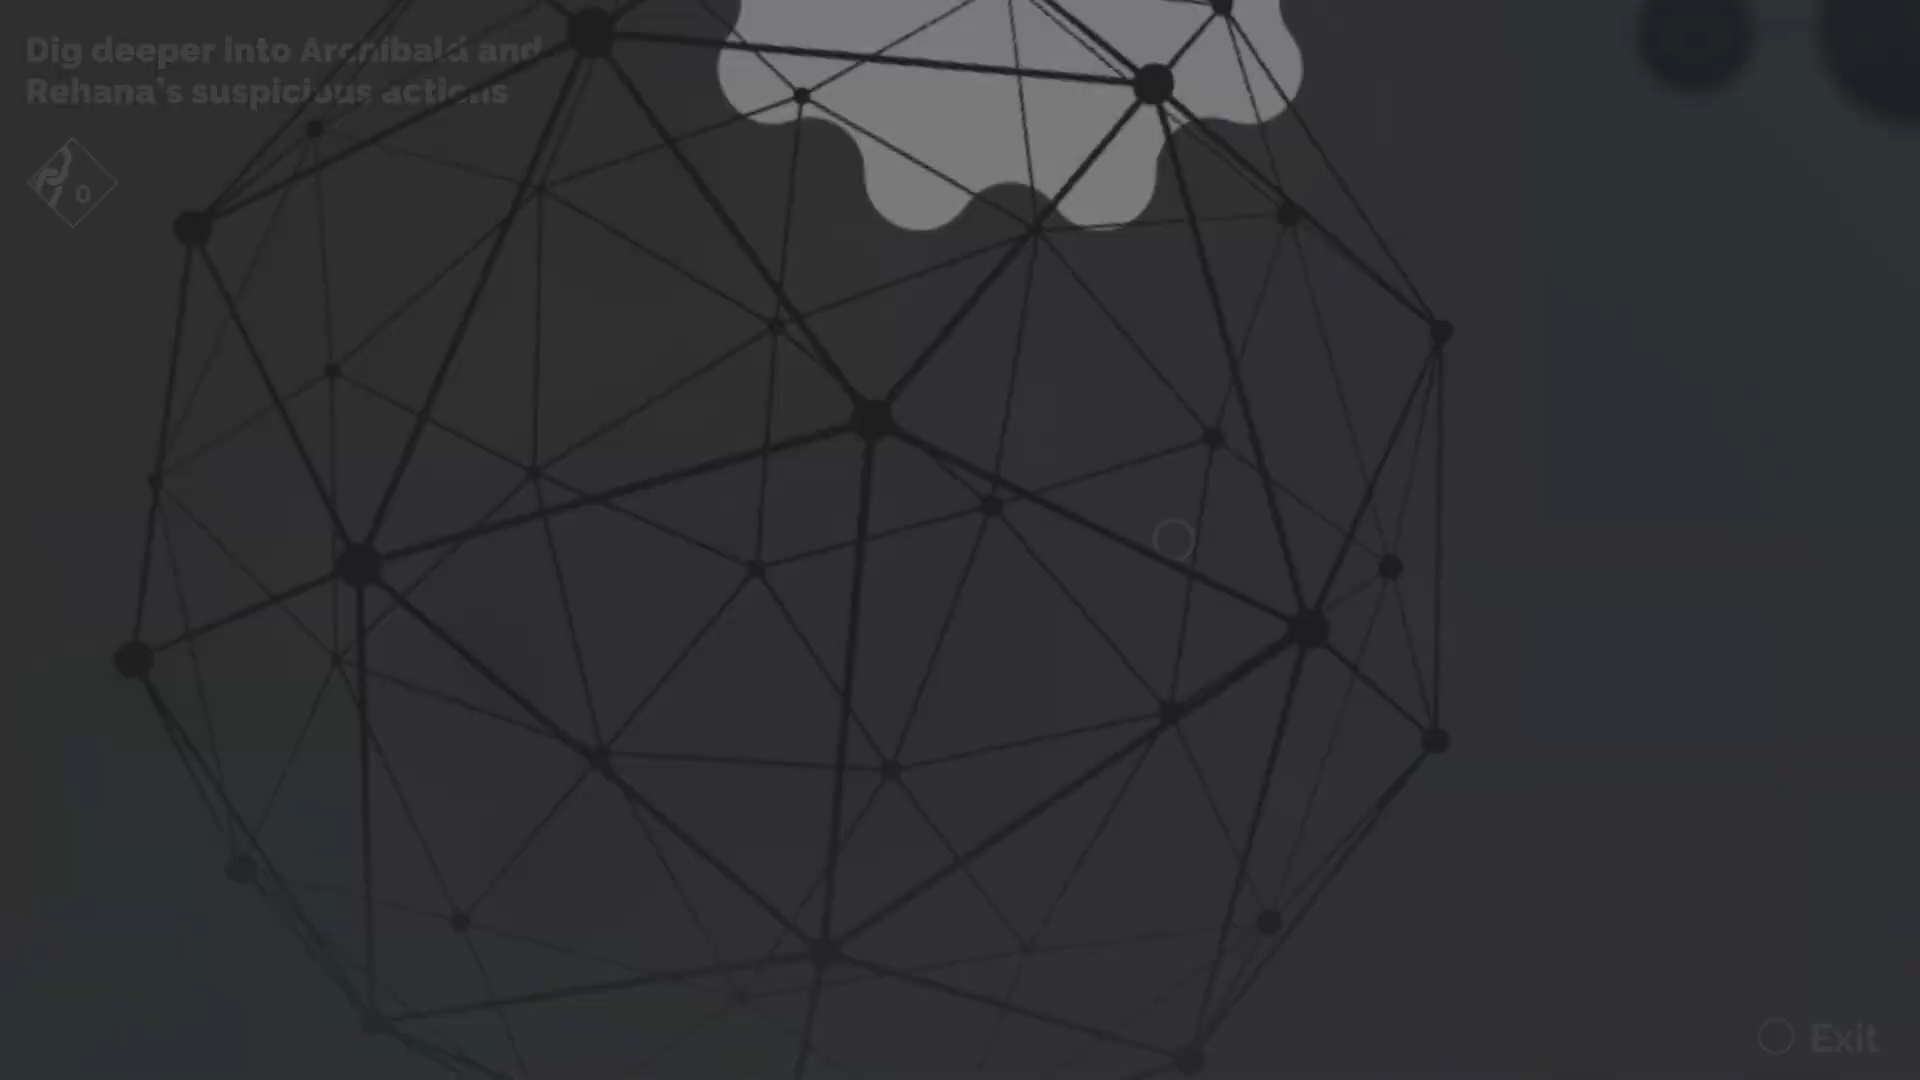 Dig deeper into Archibald and
Rehana's suspicious actions
0
Exit